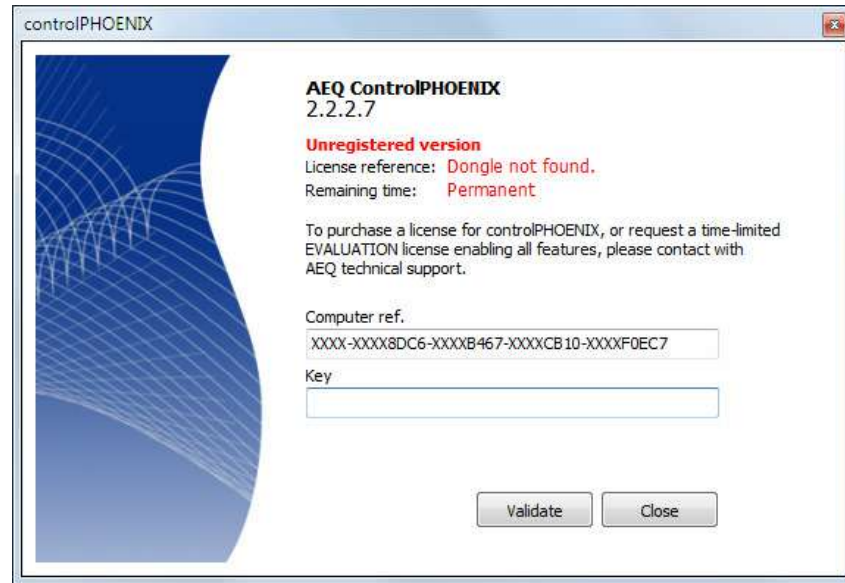 controlPHOENIX
AEQ ControlPHOENIX
2.2.2.7
Unregistered version
License reference: Dongle not found.
Remaining time: Permanent
To purchase a license for controlPHOENIX, or request a time-limited
EVALUATION license enabling all features, please contact with
AEQ technical support.
Computer ref.
XXXX-XXXX8DC6-XXXXB467-XXXXCB10-XXXXF0EC7
Key
Validate Close